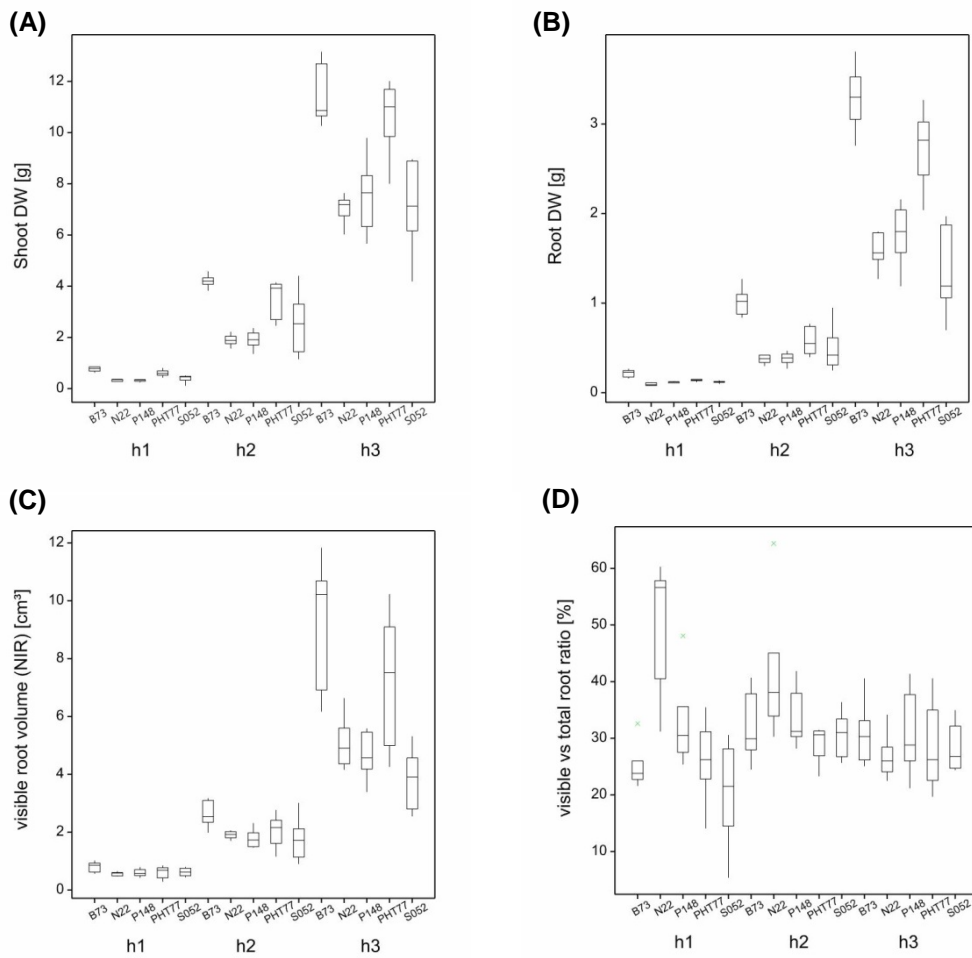 (A)
Shoot DW [g]
12
10
8
6
4
2
0
B73 N22 P148 PHT77 S052 B73 N22 P148 PHT77 S052 B73 N22 P148 PHT77 S052
h1 h2 h3
(B)
Root DW [g]
3
2
1
0
B73 N22 P148 PHT77 S052 B73 N22 P148 PHT77 S052 B73 N22 P148 PHT77 S052
h1 h2 h3
(C)
visible root volume (NIR) [cm³]
12
10
8
6
4
2
0
B73 N22 P148 PHT77 S052 B73 N22 P148 PHT77 S052 B73 N22 P148 PHT77 S052
h1 h2 h3
(D)
visible vs total root ratio [%]
60
50
40
30
20
10
B73 N22 P148 PHT77 S052 B73 N22 P148 PHT77 S052 B73 N22 P148 PHT77 S052
h1 h2 h3